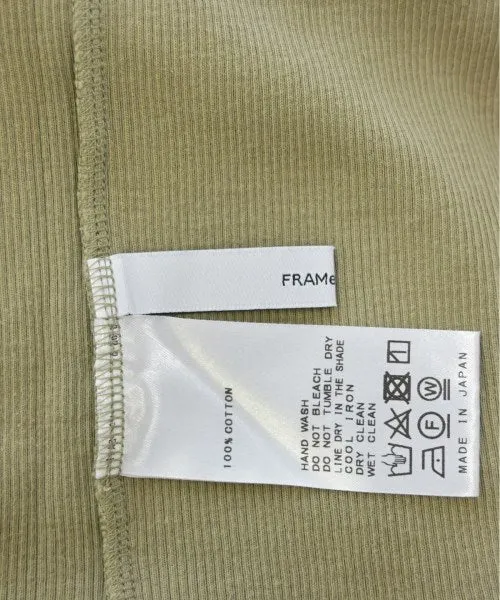 FRAMe
100% COTTON
HAND WASH
DO NOT BLEACH
DO NOT TUMBLE DRY
LINE DRY IN THE SHADE
COOL IRON
DRY CLEAN
WET CLEAN
F
W
MADE IN JAPAN